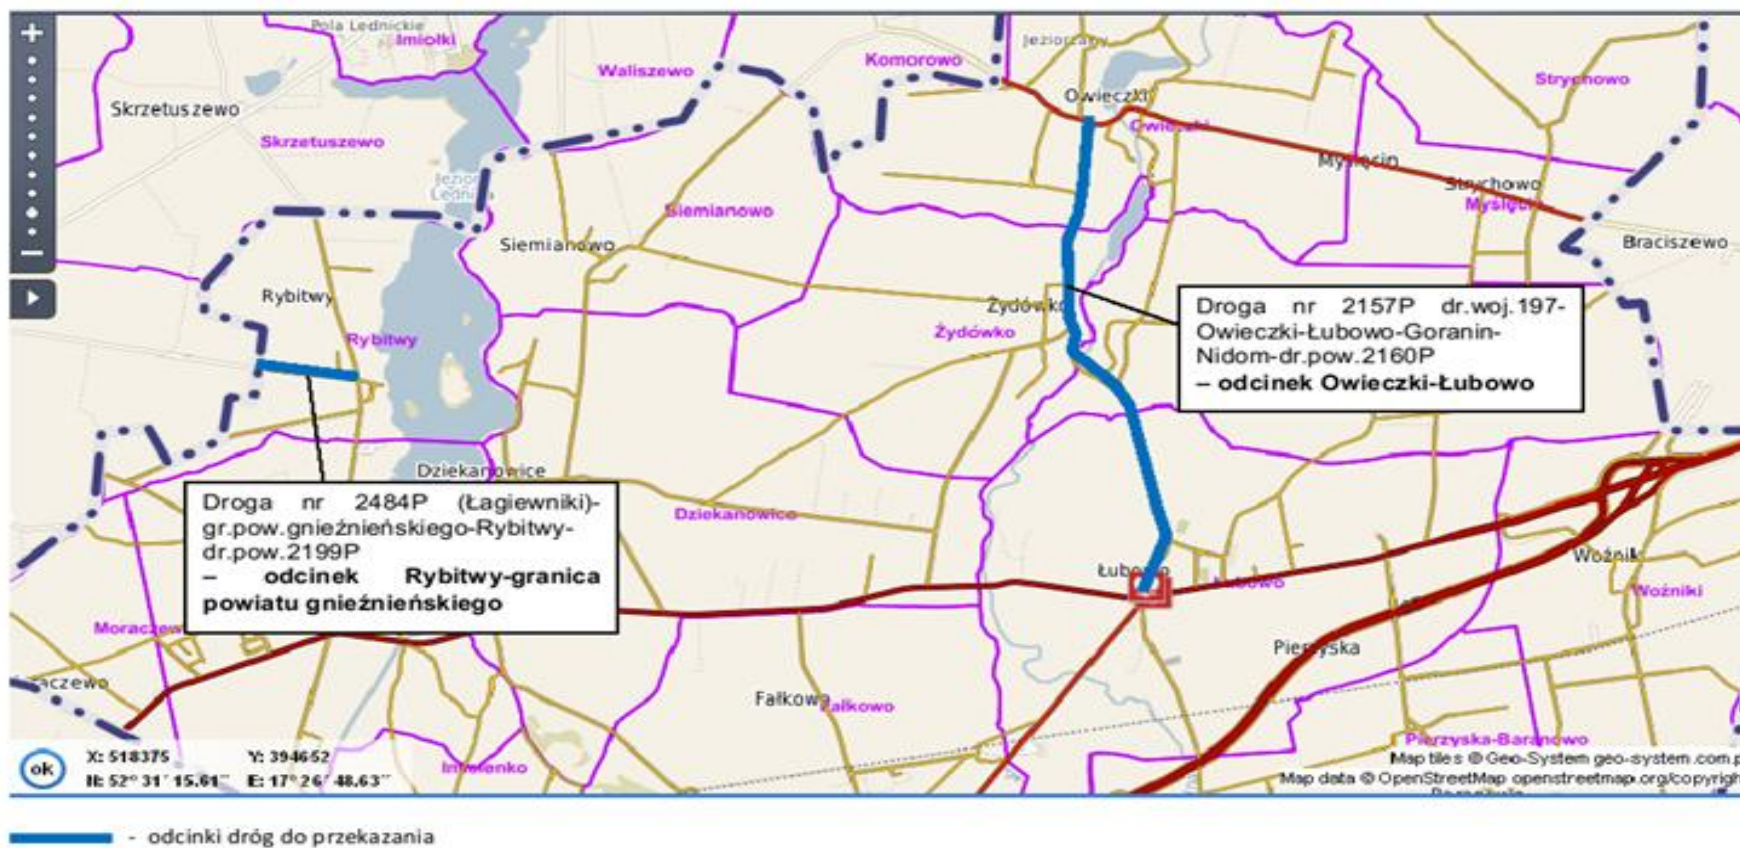 Pola Lednickie
Imiołki
Waliszewo
Komorowo
Jeziorzany
Strychowo
Skrzetuszewo
Owieczki
Skrzetuszewo
Owieczki
Myślęcin
Strychowo
Siemianowo
Siemianowo
Braciszewo
Rybitwy
Żydówko
Żydówko
Rybitwy
Droga nr 2157P dr.woj.197-
Owieczki-Łubowo-Goranin-
Nidom-dr.pow.2160P
– odcinek Owieczki-Łubowo
Dziekanowice
Dziekanowice
Droga nr 2484P (Łagiewniki)-
gr.pow.gnieźnieńskiego-Rybitwy-
dr.pow.2199P
– odcinek Rybitwy-granica
powiatu gnieźnieńskiego
Woźniki
Łubowo
Łubowo
Woźniki
Pierzyska
Fałkowo
Fałkowo
Pierzyska-Baranowo
Imielenko
ok
X: 518375 Y: 394652
N: 52° 31' 15.61" E: 17° 26' 48.63"
Map tiles © Geo-System geo-system.com.p
Map data © OpenStreetMap openstreetmap.org/copyrigh
- odcinki dróg do przekazania